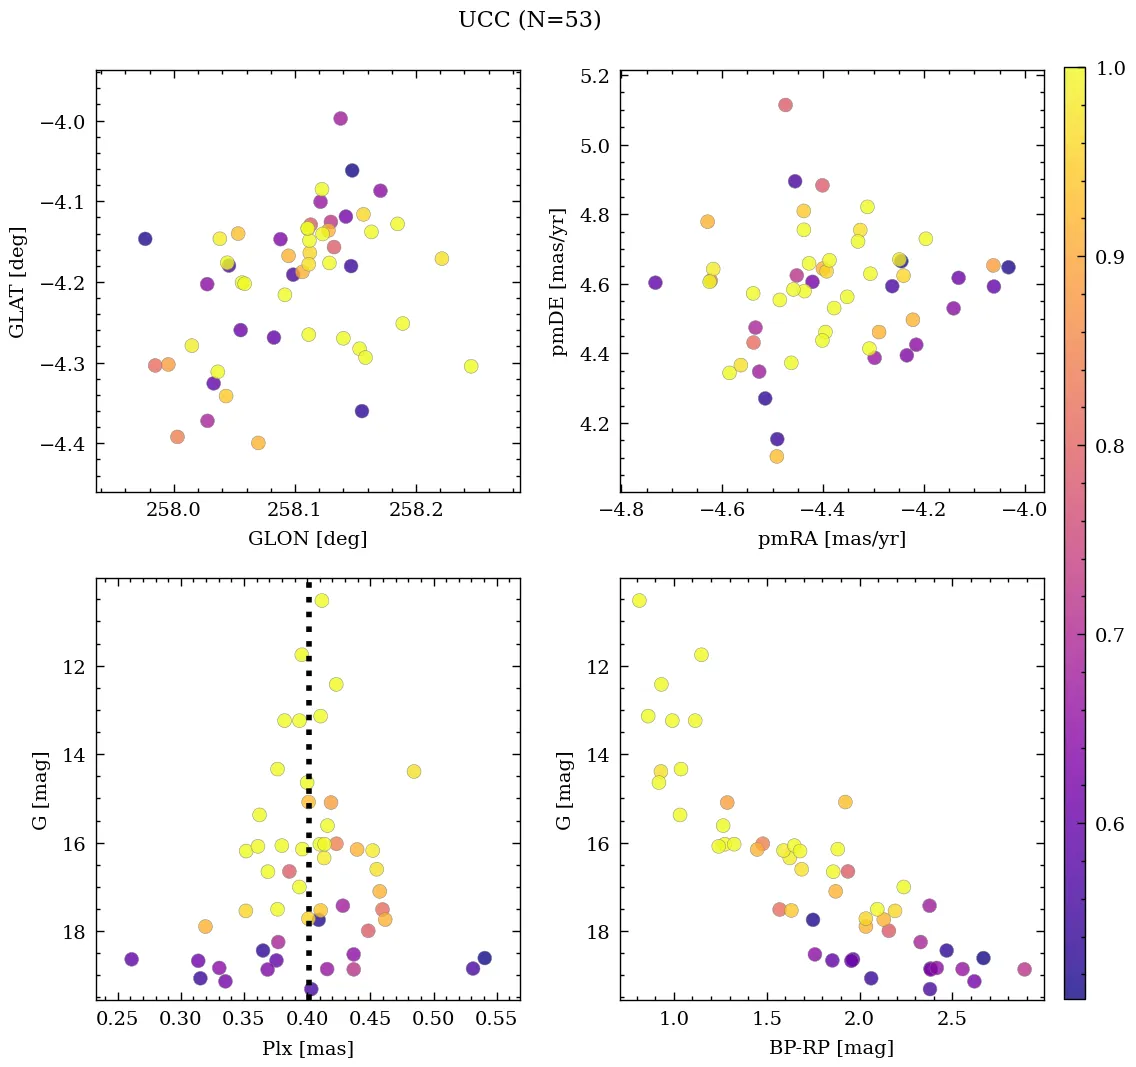 UCC (N=53)
−4.0
−4.1
−4.2
−4.3
−4.4
GLAT [deg]
258.0 258.1 258.2
GLON [deg]
5.2
5.0
4.8
4.6
4.4
4.2
pmDE [mas/yr]
−4.8 −4.6 −4.4 −4.2 −4.0
pmRA [mas/yr]
1.0
0.9
0.8
0.7
0.6
12
14
16
18
G [mag]
0.25 0.30 0.35 0.40 0.45 0.50 0.55
Plx [mas]
12
14
16
18
G [mag]
1.0 1.5 2.0 2.5
BP-RP [mag]